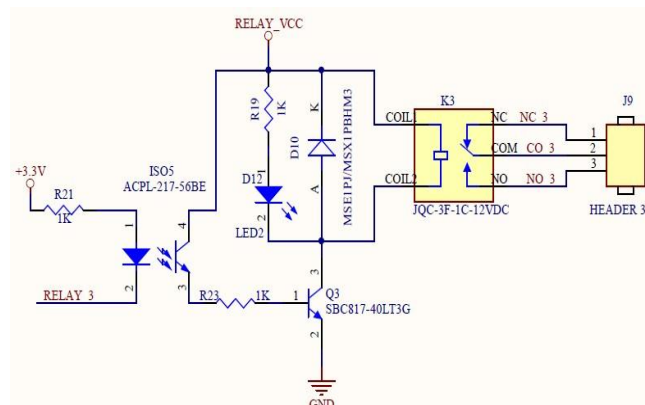 RELAY_VCC
K3
J9
R19
1K
K
D10
A
MSE1PJ/MSX1PBHM3
COIL1
NC
NC 3
1
COM
CO 3
2
3
COIL2
NO
NO 3
JQC-3F-1C-12VDC
HEADER 3
+3.3V
ISO5
ACPL-217-56BE
D12
1
2
LED2
R21
1K
1
4
2
3
RELAY 3
R23
1K
1
3
Q3
SBC817-40LT3G
2
GND